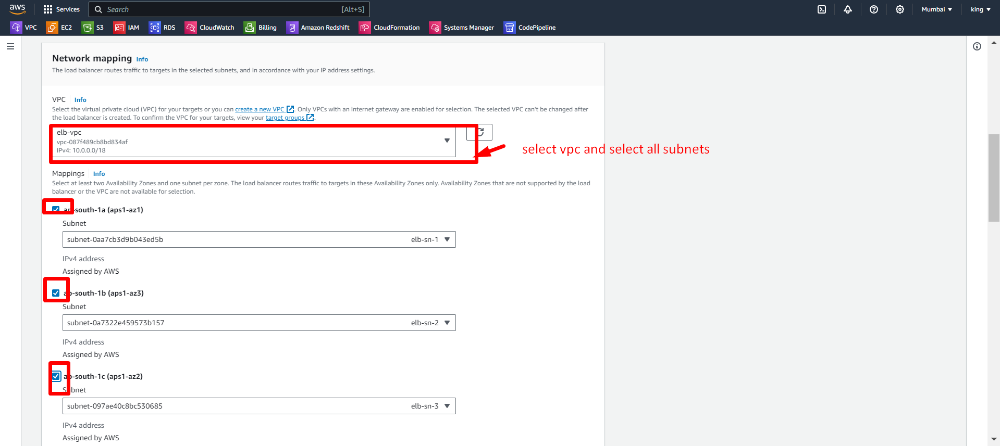 aws
Services
Search [Alt+S]
Mumbai
king
VPC EC2 S3 IAM RDS CloudWatch Billing Amazon Redshift CloudFormation Systems Manager CodePipeline
Network mapping Info
The load balancer routes traffic to targets in the selected subnets, and in accordance with your IP address settings.
VPC Info
Select the virtual private cloud (VPC) for your targets or you can create a new VPC . Only VPCs with an internet gateway are enabled for selection. The selected VPC can't be changed after
the load balancer is created. To confirm the VPC for your targets, view your target groups .
elb-vpc
vpc-087f489cb8bd834af
IPv4: 10.0.0.0/18
select vpc and select all subnets
Mappings Info
Select at least two Availability Zones and one subnet per zone. The load balancer routes traffic to targets in these Availability Zones only. Availability Zones that are not supported by the load
balancer or the VPC are not available for selection.
ap-south-1a (aps1-az1)
Subnet
subnet-0aa7cb3d9b043ed5b elb-sn-1
IPv4 address
Assigned by AWS
ap-south-1b (aps1-az3)
Subnet
subnet-0a7322e459573b157 elb-sn-2
IPv4 address
Assigned by AWS
ap-south-1c (aps1-az2)
Subnet
subnet-097ae40c8bc530685 elb-sn-3
IPv4 address
Assigned by AWS